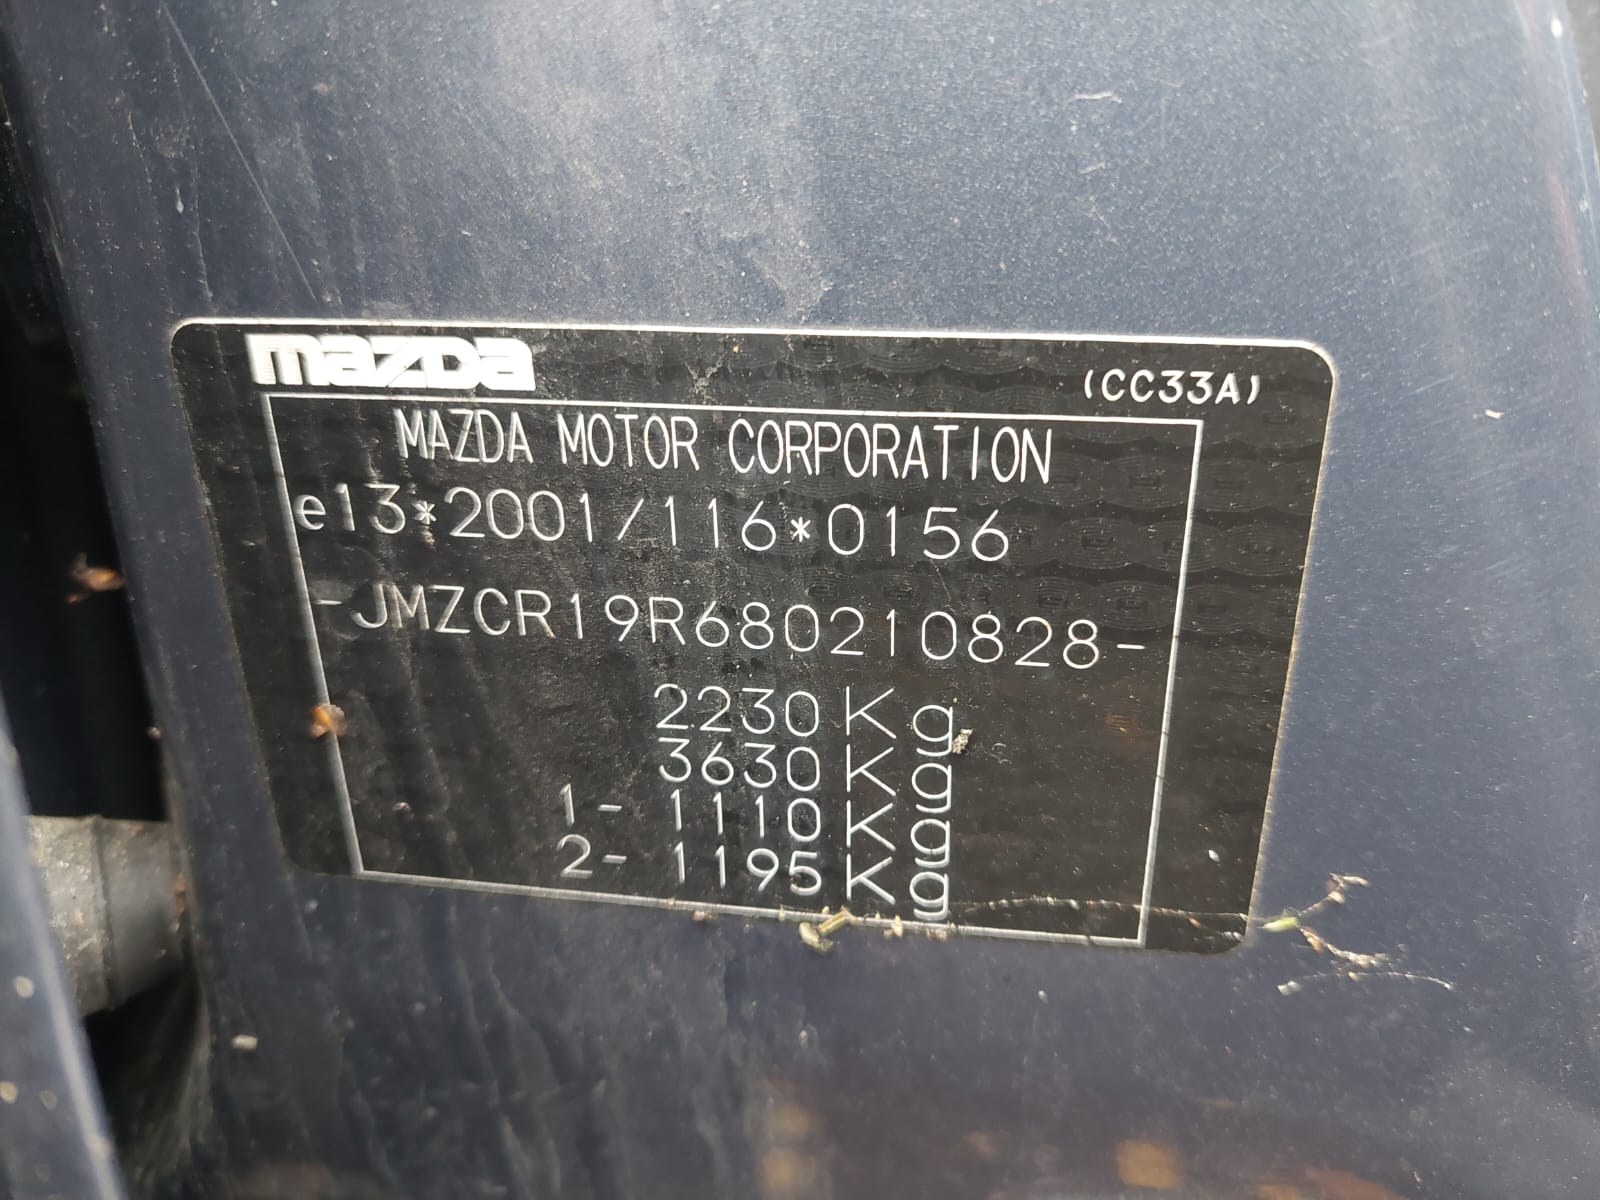 mazda
(CC33A)
MAZDA MOTOR CORPORATION
e13*2001/116*0156
-JMZCR19R680210828-
2230 Kg
3630 Kg
1- 1110 Kg
2- 1195 Kg